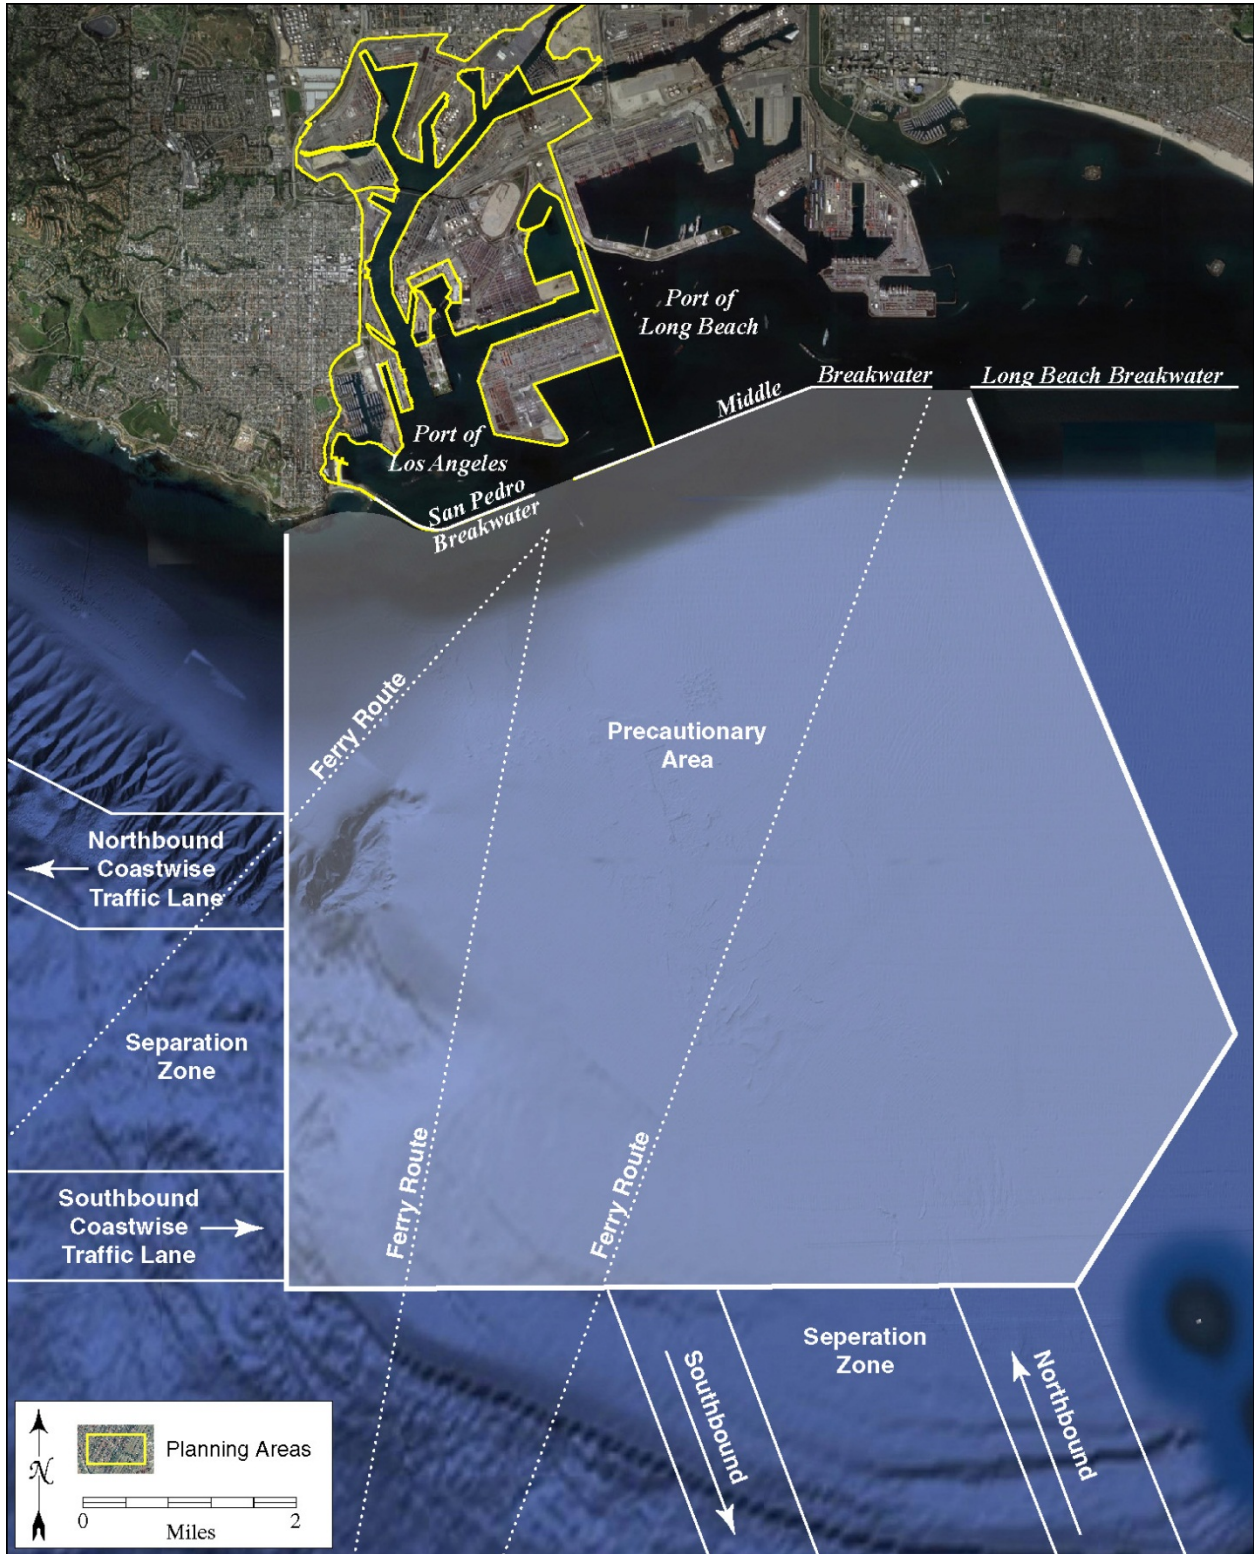 Port of
Long Beach
Breakwater
Long Beach Breakwater
Middle
Port of
Los Angeles
San Pedro
Breakwater
Ferry Route
Precautionary
Area
Northbound
Coastwise
Traffic Lane
Separation
Zone
Ferry Route
Ferry Route
Southbound
Coastwise
Traffic Lane
Seperation
Zone
Southbound
Northbound
N
Planning Areas
0 2
Miles